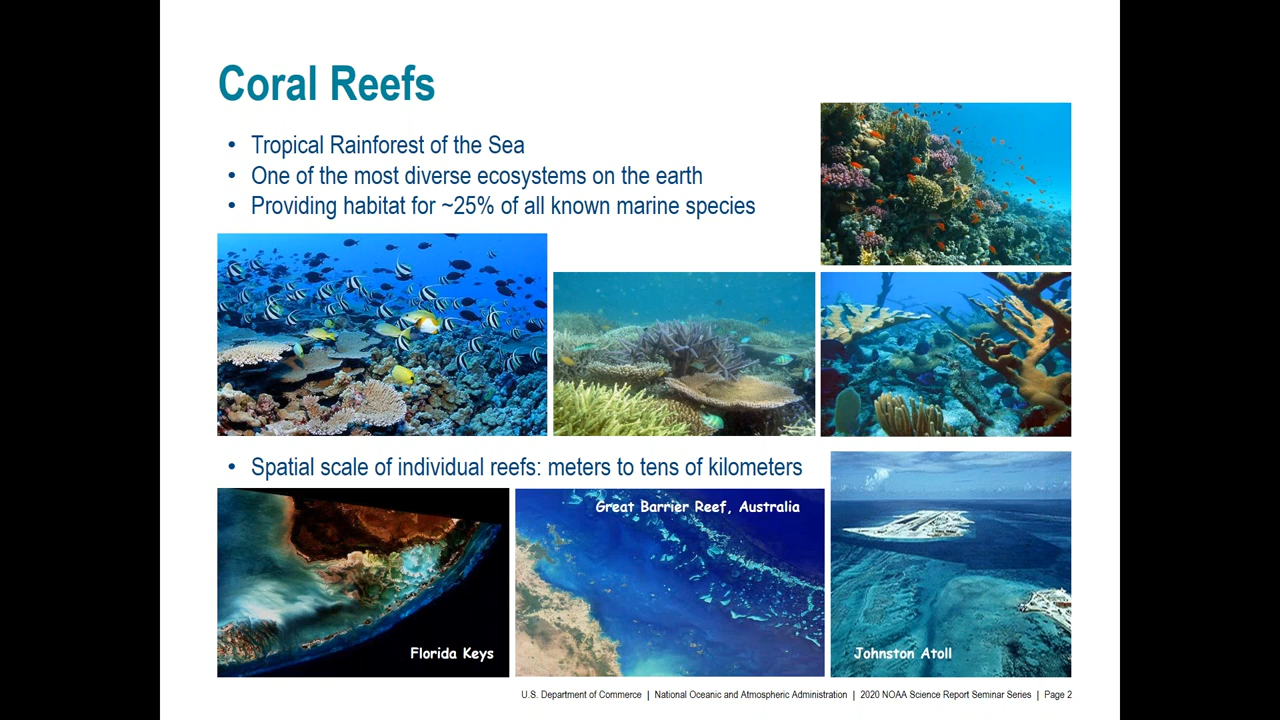 Coral Reefs
• Tropical Rainforest of the Sea
• One of the most diverse ecosystems on the earth
• Providing habitat for ~25% of all known marine species
• Spatial scale of individual reefs: meters to tens of kilometers
Great Barrier Reef, Australia
Florida Keys
Johnston Atoll
U.S. Department of Commerce | National Oceanic and Atmospheric Administration | 2020 NOAA Science Report Seminar Series | Page 2